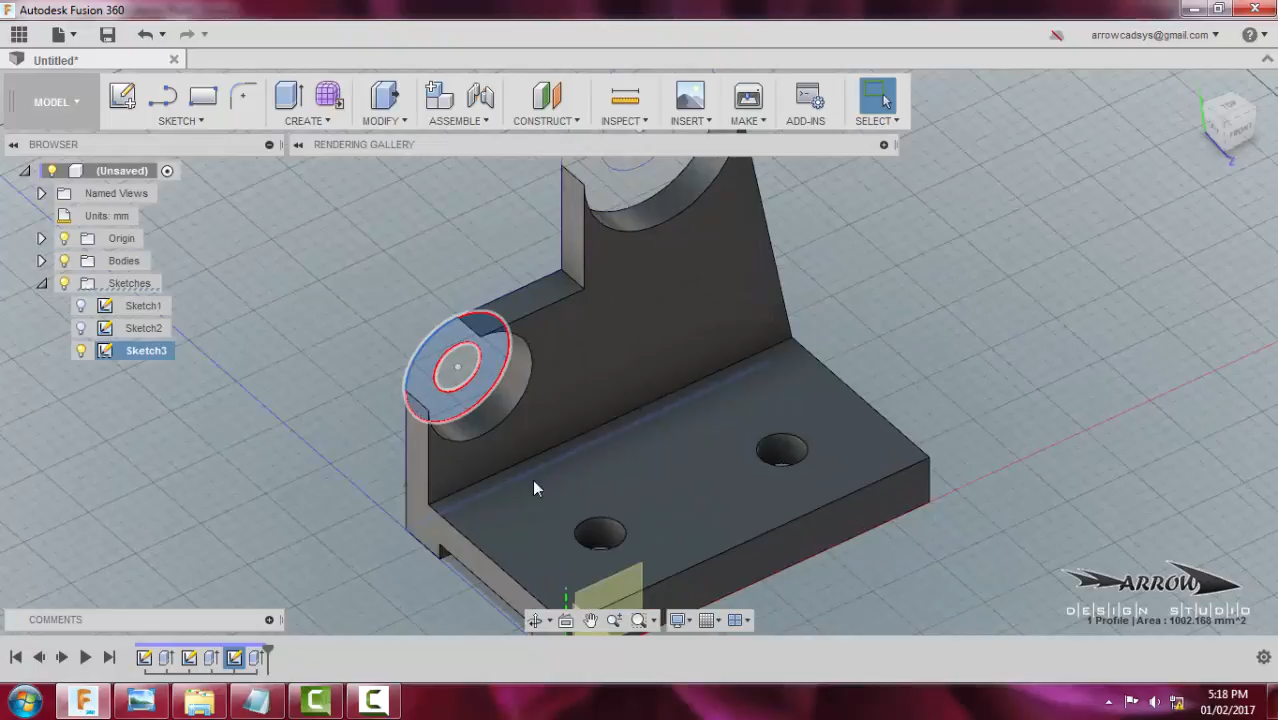 Autodesk Fusion 360
arrowcadsys@gmail.com
Untitled*
MODEL
SKETCH
CREATE
MODIFY
ASSEMBLE
CONSTRUCT
INSPECT
INSERT
MAKE
ADD-INS
SELECT
BROWSER
RENDERING GALLERY
TOP
FRONT
Z
(Unsaved)
Named Views
Units: mm
Origin
Bodies
Sketches
Sketch1
Sketch2
Sketch3
ARROW
DESIGN STUDIO
1 Profile | Area : 1002.168 mm^2
COMMENTS
5:18 PM
01/02/2017